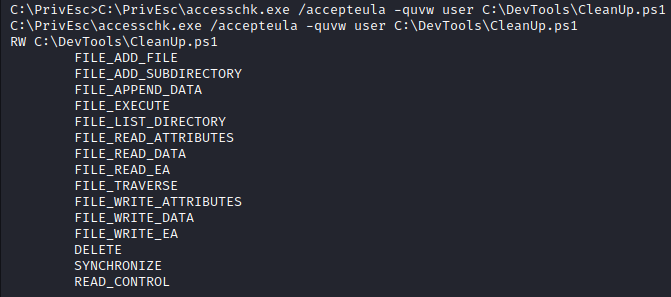 C:\PrivEsc>C:\PrivEsc\accesschk.exe /accepteula -quvw user C:\DevTools\CleanUp.ps1
C:\PrivEsc\accesschk.exe /accepteula -quvw user C:\DevTools\CleanUp.ps1
RW C:\DevTools\CleanUp.ps1
FILE_ADD_FILE
FILE_ADD_SUBDIRECTORY
FILE_APPEND_DATA
FILE_EXECUTE
FILE_LIST_DIRECTORY
FILE_READ_ATTRIBUTES
FILE_READ_DATA
FILE_READ_EA
FILE_TRAVERSE
FILE_WRITE_ATTRIBUTES
FILE_WRITE_DATA
FILE_WRITE_EA
DELETE
SYNCHRONIZE
READ_CONTROL